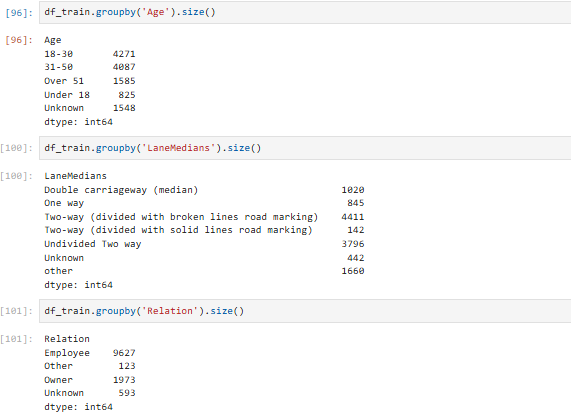 [96]: df_train.groupby('Age').size()
[96]: Age
18-30 4271
31-50 4087
Over 51 1585
Under 18 825
Unknown 1548
dtype: int64
[100]: df_train.groupby('LaneMedians').size()
[100]: LaneMedians
Double carriageway (median) 1020
One way 845
Two-way (divided with broken lines road marking) 4411
Two-way (divided with solid lines road marking) 142
Undivided Two way 3796
Unknown 442
other 1660
dtype: int64
[101]: df_train.groupby('Relation').size()
[101]: Relation
Employee 9627
Other 123
Owner 1973
Unknown 593
dtype: int64